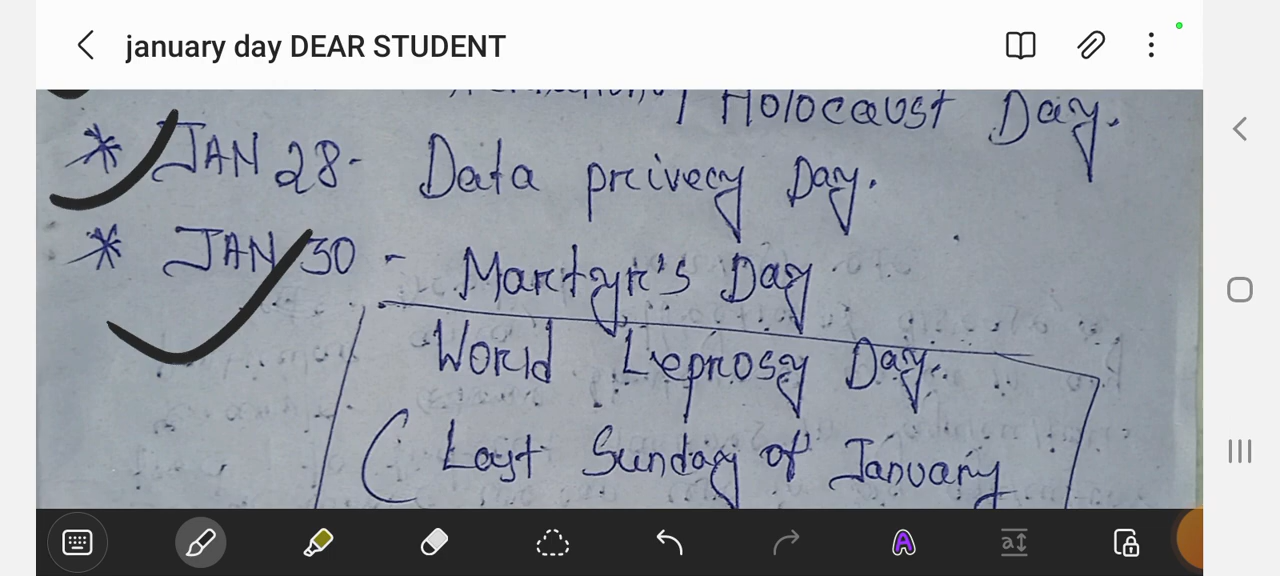 january day DEAR STUDENT
Holocaust Day.
* JAN 28- Data privecy Day.
* JAN 30 - Martyr's Day
World Leprosy Day.
( Last Sunday of January